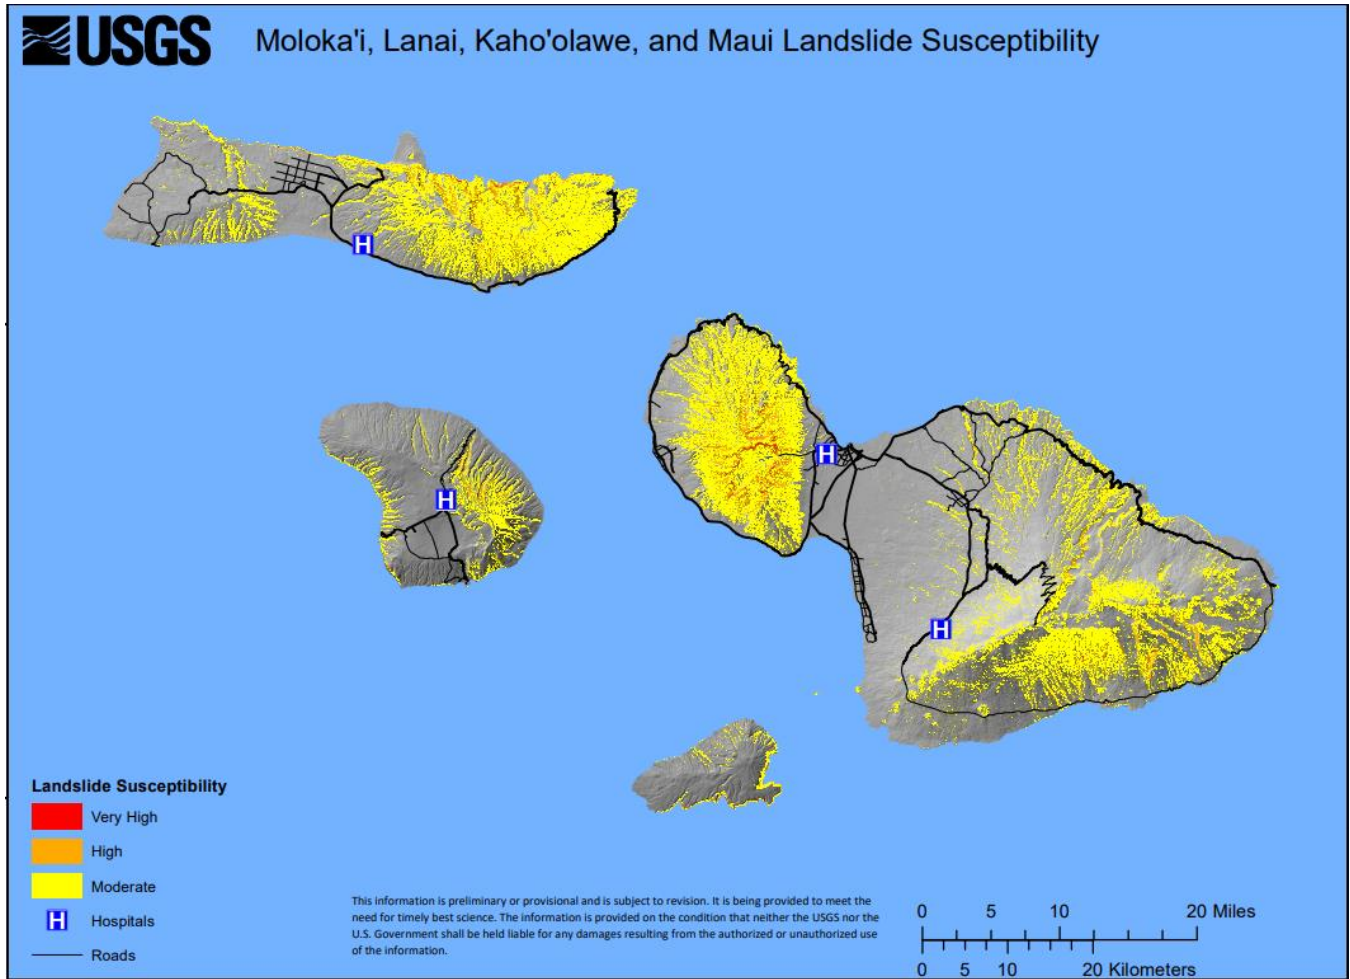 USGS
Moloka'i, Lanai, Kaho'olawe, and Maui Landslide Susceptibility
H
H
H
H
Landslide Susceptibility
Very High
High
Moderate
H Hospitals
Roads
This information is preliminary or provisional and is subject to revision. It is being provided to meet the
need for timely best science. The information is provided on the condition that neither the USGS nor the
U.S. Government shall be held liable for any damages resulting from the authorized or unauthorized use
of the information.
0 5 10 20 Miles
0 5 10 20 Kilometers